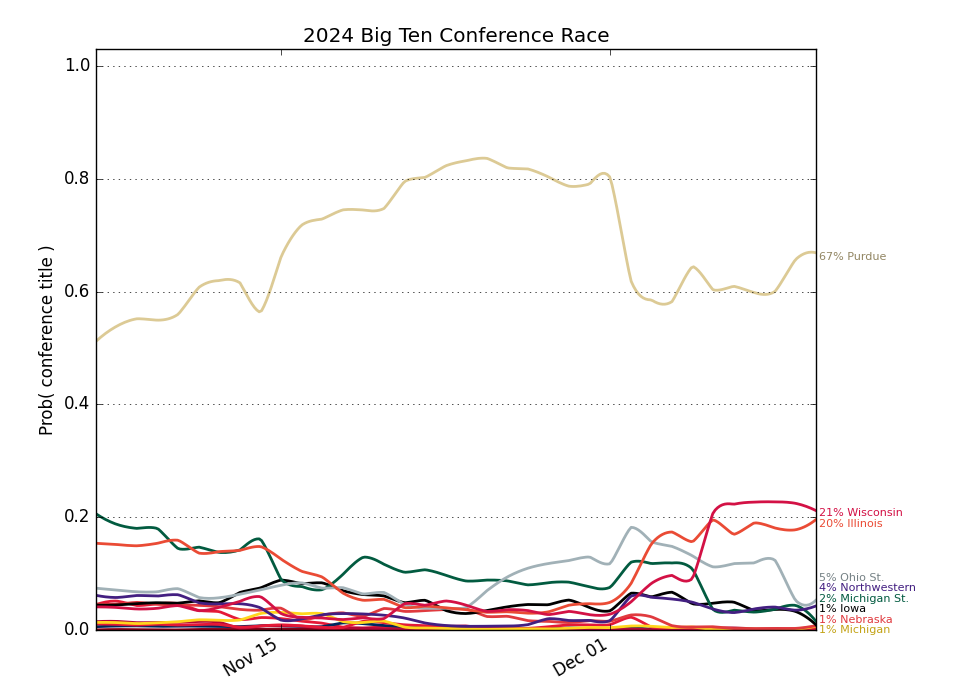 2024 Big Ten Conference Race
1.0
0.8
0.6
0.4
0.2
0.0
Prob( conference title )
Nov 15
Dec 01
67% Purdue
21% Wisconsin
20% Illinois
5% Ohio St.
4% Northwestern
2% Michigan St.
1% Iowa
1% Nebraska
1% Michigan